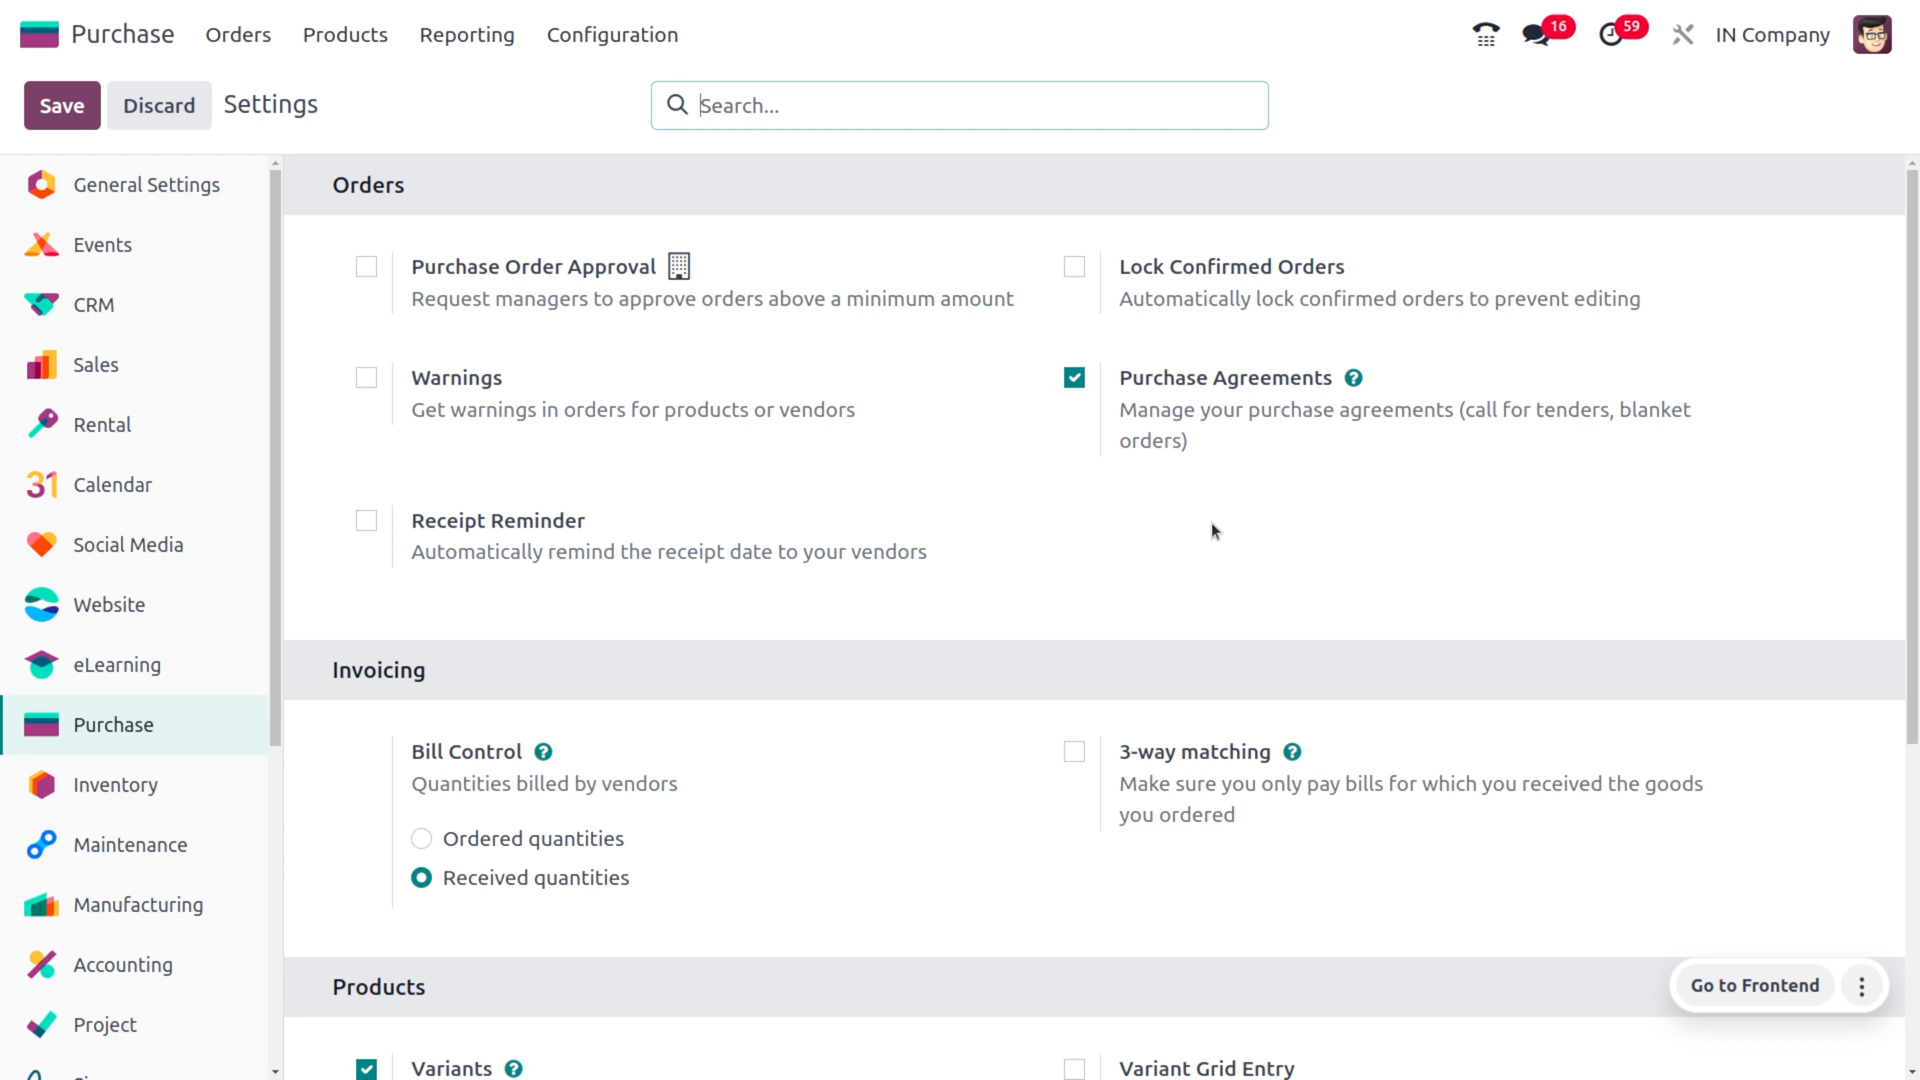 Purchase Orders Products Reporting Configuration 16 59 IN Company
Save Discard Settings Search...
General Settings
Events
CRM
Sales
Rental
31 Calendar
Social Media
Website
eLearning
Purchase
Inventory
Maintenance
Manufacturing
Accounting
Project
Orders
Purchase Order Approval
Request managers to approve orders above a minimum amount
Lock Confirmed Orders
Automatically lock confirmed orders to prevent editing
Warnings
Get warnings in orders for products or vendors
Purchase Agreements ?
Manage your purchase agreements (call for tenders, blanket
orders)
Receipt Reminder
Automatically remind the receipt date to your vendors
Invoicing
Bill Control ?
Quantities billed by vendors
Ordered quantities
Received quantities
3-way matching ?
Make sure you only pay bills for which you received the goods
you ordered
Products
Go to Frontend
Variants ?
Variant Grid Entry